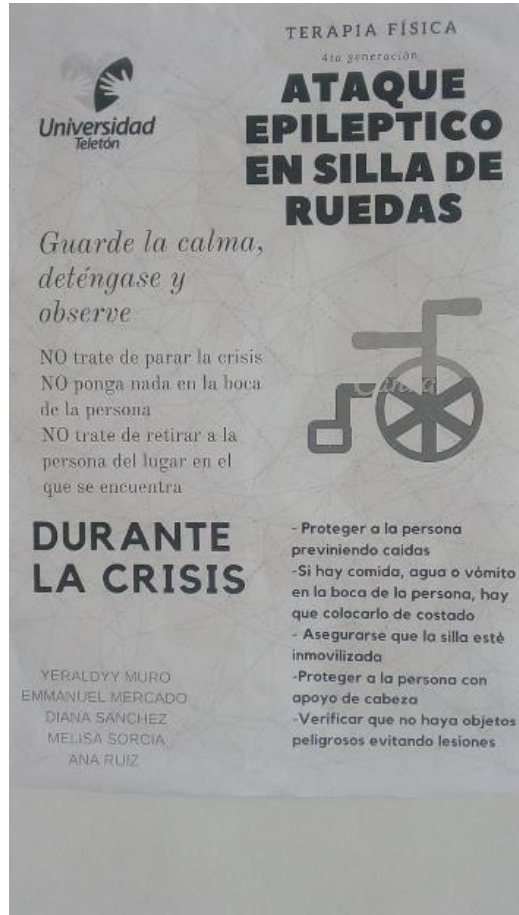 Universidad
Teletón
TERAPIA FÍSICA
4ta generación
ATAQUE
EPILEPTICO
EN SILLA DE
RUEDAS
Guarde la calma,
deténgase y
observe
NO trate de parar la crisis
NO ponga nada en la boca
de la persona
NO trate de retirar a la
persona del lugar en el
que se encuentra
Canva
DURANTE
LA CRISIS
- Proteger a la persona
previniendo caidas
-Si hay comida, agua o vómito
en la boca de la persona, hay
que colocarlo de costado
- Asegurarse que la silla esté
inmovilizada
-Proteger a la persona con
apoyo de cabeza
-Verificar que no haya objetos
peligrosos evitando lesiones
YERALDYY MURO
EMMANUEL MERCADO
DIANA SANCHEZ
MELISA SORCIA
ANA RUIZ